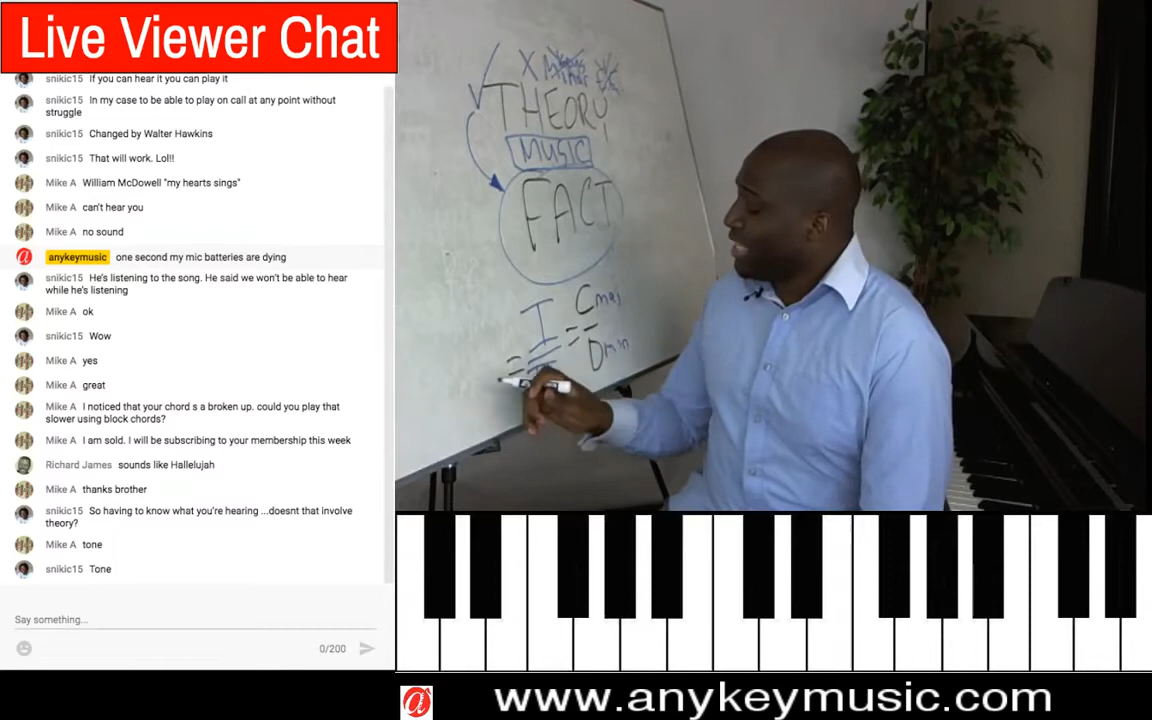 Live Viewer Chat
snikic15 If you can hear it you can play it
snikic15 In my case to be able to play on call at any point without
struggle
snikic15 Changed by Walter Hawkins
snikic15 That will work. Lol!!
Mike A William McDowell "my hearts sings"
Mike A can't hear you
Mike A no sound
anykeymusic one second my mic batteries are dying
snikic15 He's listening to the song. He said we won't be able to hear
while he's listening
Mike A ok
snikic15 Wow
Mike A yes
Mike A great
Mike A I noticed that your chord s a broken up. could you play that
slower using block chords?
Mike A I am sold. I will be subscribing to your membership this week
Richard James sounds like Hallelujah
Mike A thanks brother
snikic15 So having to know what you're hearing ...doesnt that involve
theory?
Mike A tone
snikic15 Tone
Say something...
0/200
X
THEORY
MUSIC
FACT
I = Cmaj
= II = Dmin
www.anykeymusic.com